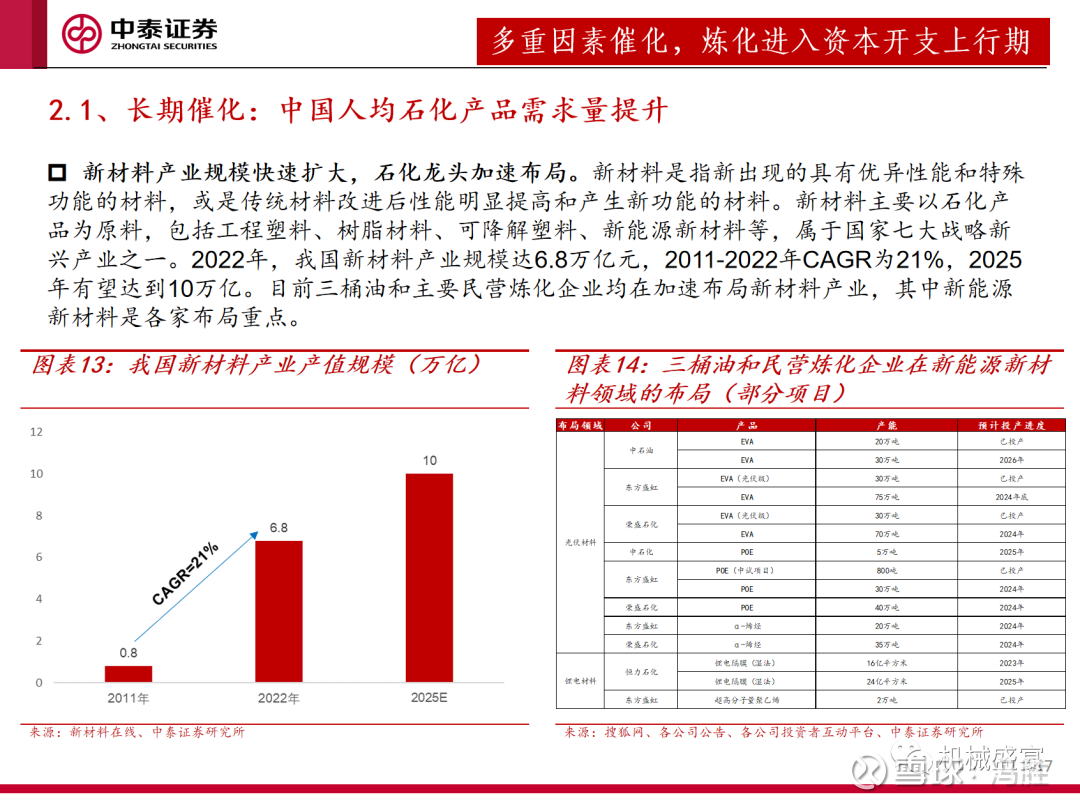 中泰证券
ZHONGTAI SECURITIES
多重因素催化，炼化进入资本开支上行期
2.1、长期催化：中国人均石化产品需求量提升
新材料产业规模快速扩大，石化龙头加速布局。新材料是指新出现的具有优异性能和特殊
功能的材料，或是传统材料改进后性能明显提高和产生新功能的材料。新材料主要以石化产
品为原料，包括工程塑料、树脂材料、可降解塑料、新能源新材料等，属于国家七大战略新
兴产业之一。2022年，我国新材料产业规模达6.8万亿元，2011-2022年CAGR为21%，2025
年有望达到10万亿。目前三桶油和主要民营炼化企业均在加速布局新材料产业，其中新能源
新材料是各家布局重点。
图表13：我国新材料产业产值规模（万亿）
12
10
8
6
4
2
0
0.8
6.8
10
CAGR=21%
2011年
2022年
2025E
来源：新材料在线、中泰证券研究所
图表14：三桶油和民营炼化企业在新能源新材
料领域的布局（部分项目）
布局领域 公司 产品 产能 预计投产进度
光伏材料 中石油 EVA 20万吨 已投产
EVA 30万吨 2026年
东方盛虹 EVA（光伏级） 30万吨 已投产
EVA 75万吨 2024年底
荣盛石化 EVA（光伏级） 30万吨 已投产
EVA 70万吨 2024年
中石化 POE 5万吨 2025年
东方盛虹 POE（中试项目） 800吨 已投产
POE 30万吨 2024年
荣盛石化 POE 40万吨 2024年
东方盛虹 α-烯烃 20万吨 2024年
荣盛石化 α-烯烃 35万吨 2024年
锂电材料 恒力石化 锂电隔膜（湿法） 16亿平方米 2023年
锂电隔膜（湿法） 24亿平方米 2025年
东方盛虹 超高分子量聚乙烯 2万吨 已投产
来源：搜狐网、各公司公告、各公司投资者互动平台、中泰证券研究所
机械盛宴
17
雪球